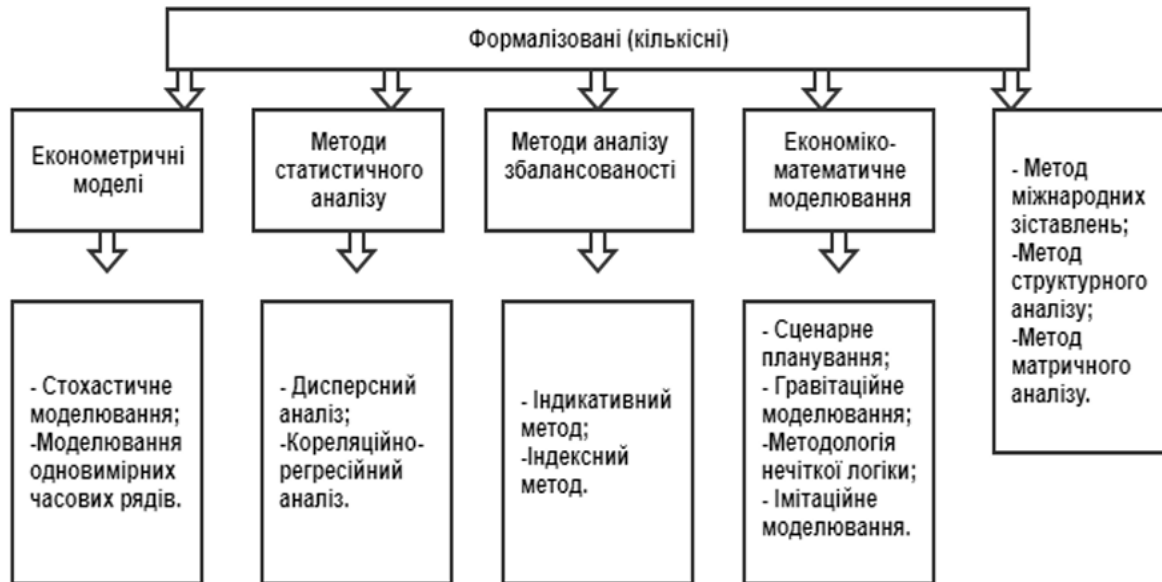 Формалізовані (кількісні)
Економетричні
моделі
Методи
статистичного
аналізу
Методи аналізу
збалансованості
Економіко-
математичне
моделювання
- Метод
міжнародних
зіставлень;
-Метод
структурного
аналізу;
-Метод
матричного
аналізу.
- Стохастичне
моделювання;
-Моделювання
одновимірних
часових рядів.
- Дисперсний
аналіз;
-Кореляційно-
регресійний
аналіз.
- Індикативний
метод;
-Індексний
метод.
- Сценарне
планування;
- Гравітаційне
моделювання;
-Методологія
нечіткої логіки;
- Імітаційне
моделювання.